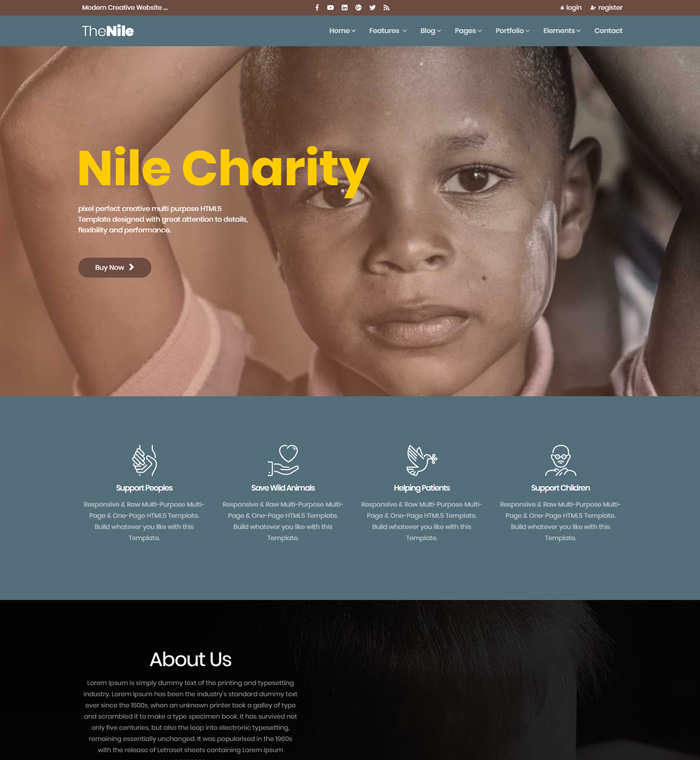 Modern Creative Website ...
login
register
TheNile
Home
Features
Blog
Pages
Portfolio
Elements
Contact
Nile Charity
pixel perfect creative multi purpose HTML5
Template designed with great attention to details,
flexibility and performance.
Buy Now
Support Peoples
Responsive & Raw Multi-Purpose Multi-
Page & One-Page HTML5 Template.
Build whatever you like with this
Template.
Save Wild Animals
Responsive & Raw Multi-Purpose Multi-
Page & One-Page HTML5 Template.
Build whatever you like with this
Template.
Helping Patients
Responsive & Raw Multi-Purpose Multi-
Page & One-Page HTML5 Template.
Build whatever you like with this
Template.
Support Children
Responsive & Raw Multi-Purpose Multi-
Page & One-Page HTML5 Template.
Build whatever you like with this
Template.
About Us
Lorem Ipsum is simply dummy text of the printing and typesetting
industry. Lorem Ipsum has been the industry's standard dummy text
ever since the 1500s, when an unknown printer took a galley of type
and scrambled it to make a type specimen book. It has survived not
only five centuries, but also the leap into electronic typesetting,
remaining essentially unchanged. It was popularised in the 1960s
with the release of Letraset sheets containing Lorem Ipsum